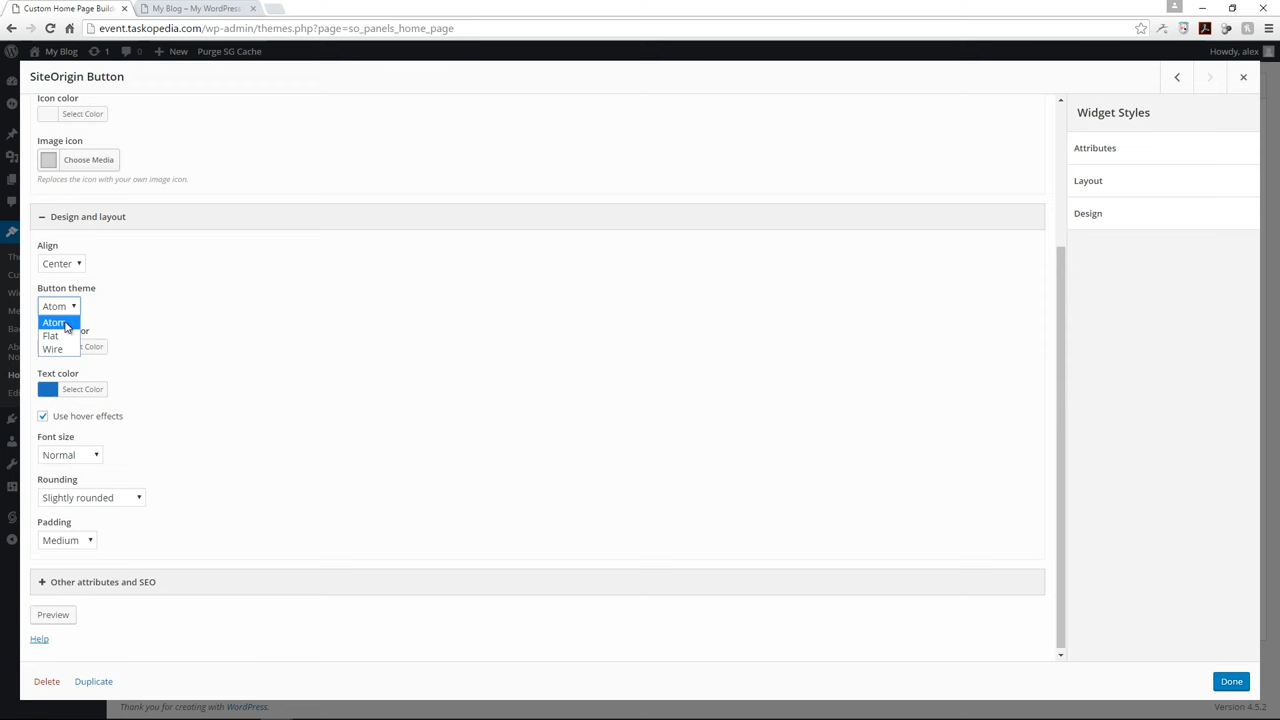 Custom Home Page Build
My Blog – My WordPress
event.taskopedia.com/wp-admin/themes.php?page=so_panels_home_page
My Blog
1
0
New
Purge SG Cache
Howdy, alex
SiteOrigin Button
Icon color
Select Color
Image icon
Choose Media
Replaces the icon with your own image icon.
Design and layout
Align
Center
Button theme
Atom
Atom
Flat
Wire
Text color
Select Color
Use hover effects
Font size
Normal
Rounding
Slightly rounded
Padding
Medium
Other attributes and SEO
Preview
Help
Delete
Duplicate
Widget Styles
Attributes
Layout
Design
Done
Thank you for creating with WordPress.
Version 4.5.2